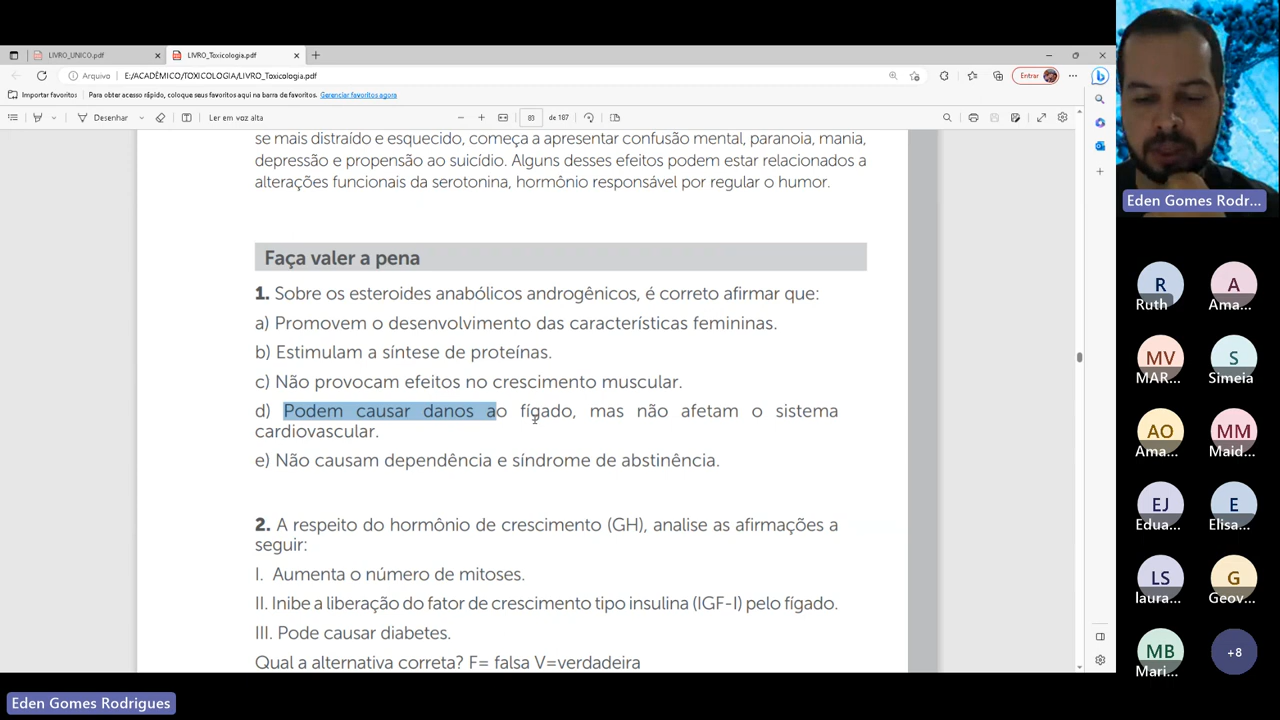 LIVRO_UNICO.pdf
LIVRO_Toxicologia.pdf
Arquivo
E:/ACADÊMICO/TOXICOLOGIA/LIVRO_Toxicologia.pdf
Entrar
Importar favoritos
Para obter acesso rápido, coloque seus favoritos aqui na barra de favoritos. Gerenciar favoritos agora
Desenhar
Ler em voz alta
de 187
se mais distraído e esquecido, começa a apresentar confusão mental, paranoia, mania,
depressão e propensão ao suicídio. Alguns desses efeitos podem estar relacionados a
alterações funcionais da serotonina, hormônio responsável por regular o humor.
Faça valer a pena
1. Sobre os esteroides anabólicos androgênicos, é correto afirmar que:
a) Promovem o desenvolvimento das características femininas.
b) Estimulam a síntese de proteínas.
c) Não provocam efeitos no crescimento muscular.
d) Podem causar danos ao fígado, mas não afetam o sistema
cardiovascular.
e) Não causam dependência e síndrome de abstinência.
2. A respeito do hormônio de crescimento (GH), analise as afirmações a
seguir:
I. Aumenta o número de mitoses.
II. Inibe a liberação do fator de crescimento tipo insulina (IGF-I) pelo fígado.
III. Pode causar diabetes.
Qual a alternativa correta? F= falsa V=verdadeira
Eden Gomes Rodr...
R
A
Ruth
Ama...
MV
S
MAR...
Simeia
AO
MM
Ama...
Maid...
EJ
E
Edua...
Elisa...
LS
G
laura...
Geov...
MB
+8
Mari...
Eden Gomes Rodrigues